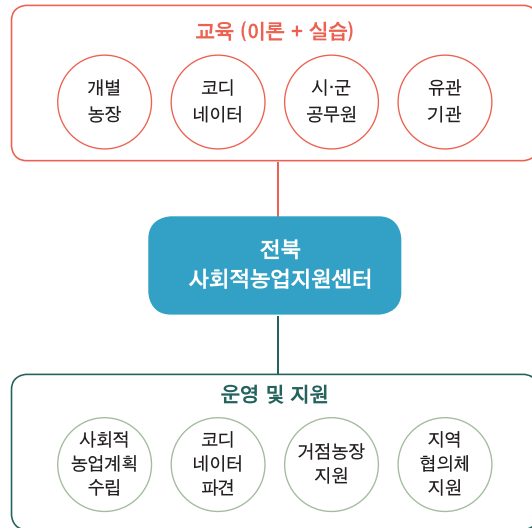 교육 (이론 + 실습)
개별
농장
코디
네이터
시·군
공무원
유관
기관
전북
사회적농업지원센터
운영 및 지원
사회적
농업계획
수립
코디
네이터
파견
거점농장
지원
지역
협의체
지원